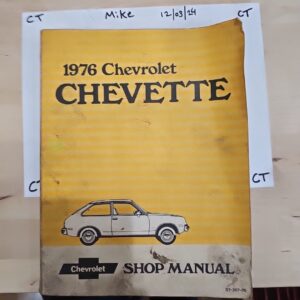 CT Mike 12/03/24 CT
1976 Chevrolet
CHEVETTE
CT CT
Chevrolet SHOP MANUAL